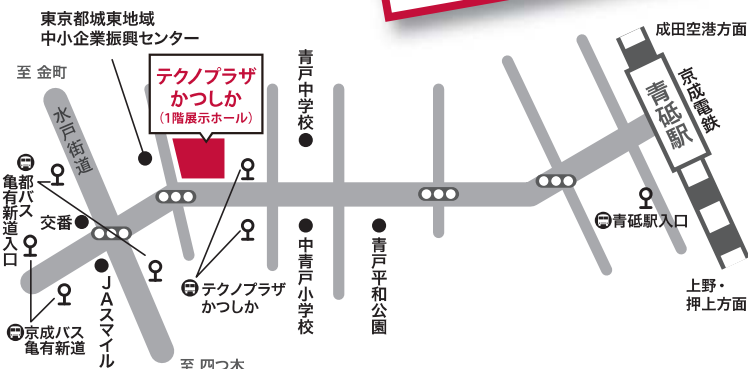 東京都城東地域
中小企業振興センター
至 金町
テクノプラザ
かつしか
（1階展示ホール）
青戸中学校
成田空港方面
京成電鉄
青砥駅
水戸街道
都バス
亀有新道入口
交番
青砥駅入口
テクノプラザ
かつしか
中青戸小学校
青戸平和公園
上野・
押上方面
JAスマイル
京成バス
亀有新道
至 四つ木